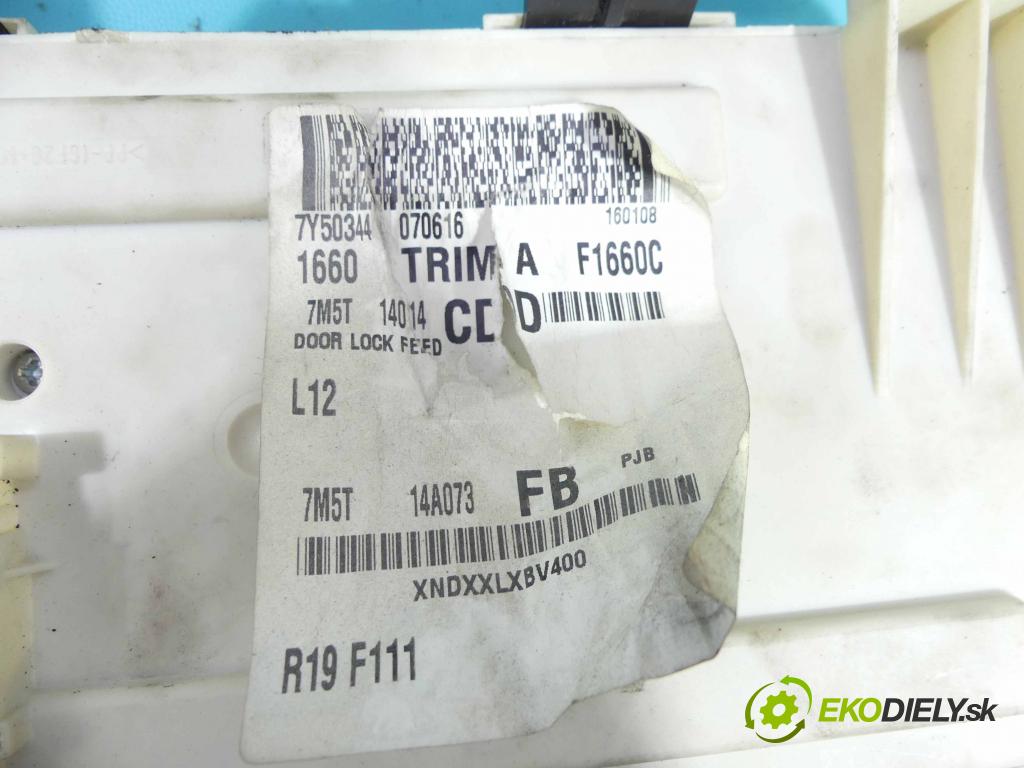 7Y50344 070616 160108
1660 TRIM A F1660C
7M5T 14014
DOOR LOCK FEED
L12
PJB
7M5T 14A073 FB
XNDXXLXBV400
R19 F111
EKODIELY.sk